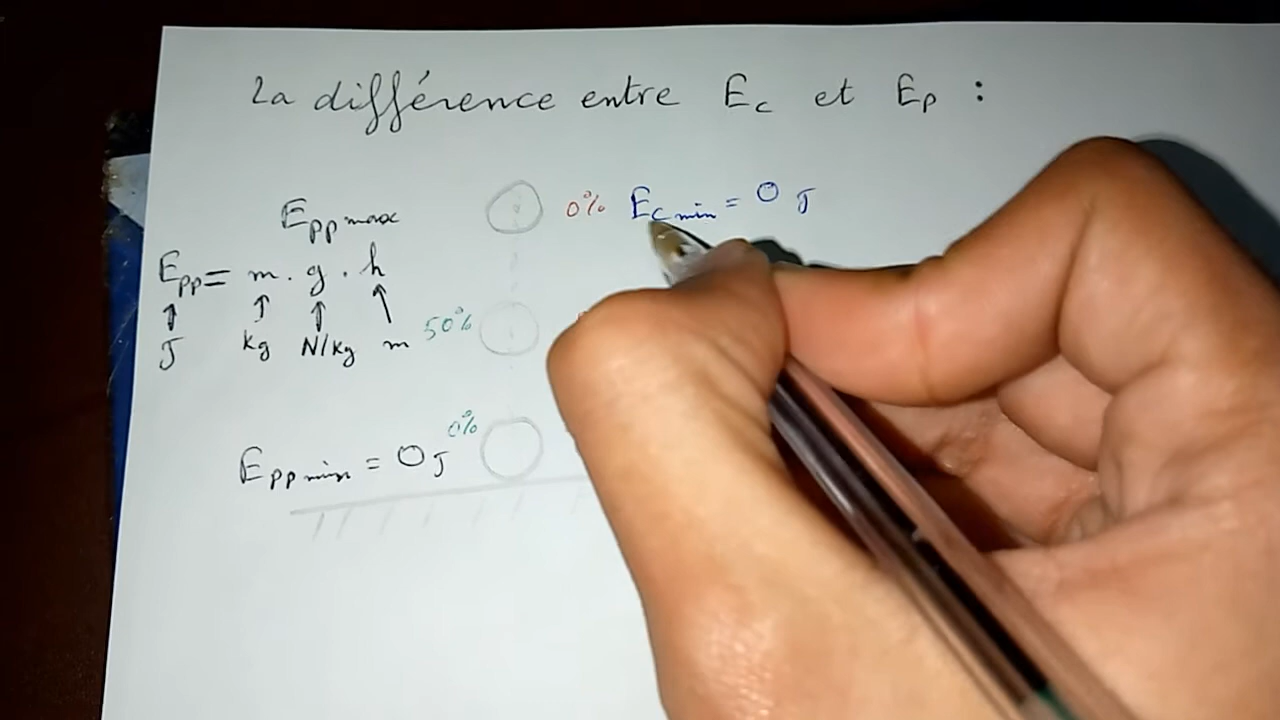 La différence entre Ec et Ep :
Epp max
0% Ec min = 0 J
Epp = m . g . h
↑ ↑ ↑ ↑
J kg N/kg m
50%
0%
Epp min = 0 J